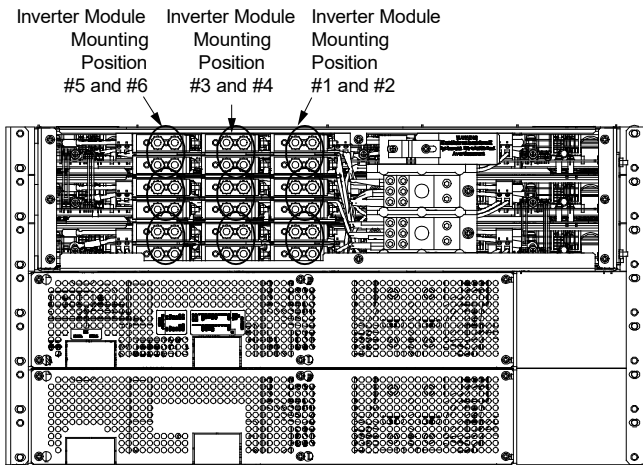 Inverter Module Inverter Module Inverter Module
Mounting Mounting Mounting
Position Position Position
#5 and #6 #3 and #4 #1 and #2